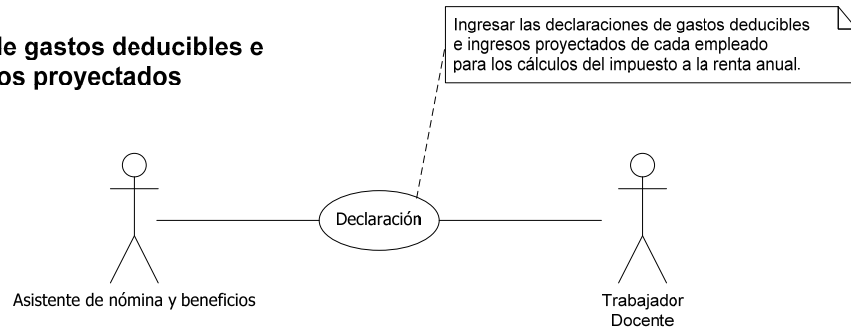 de gastos deducibles e
os proyectados
Ingresar las declaraciones de gastos deducibles
e ingresos proyectados de cada empleado
para los cálculos del impuesto a la renta anual.
Declaración
Asistente de nómina y beneficios
Trabajador
Docente